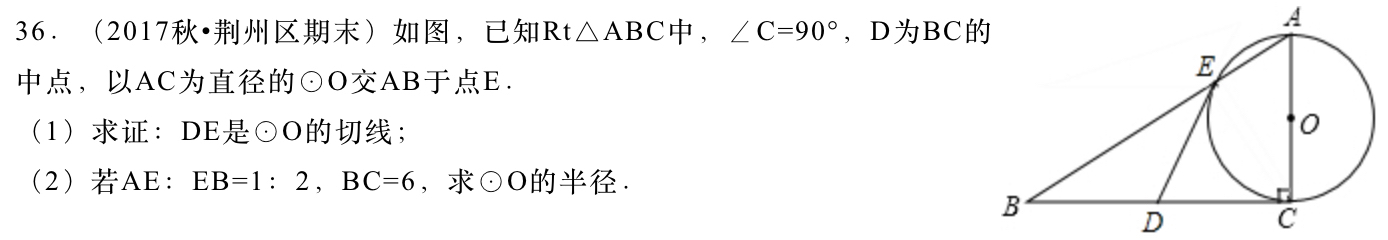 36．（2017秋•荆州区期末）如图，已知Rt△ABC中，∠C=90°，D为BC的
中点，以AC为直径的⊙O交AB于点E．
（1）求证：DE是⊙O的切线；
（2）若AE：EB=1：2，BC=6，求⊙O的半径．
A
E
O
B
D
C